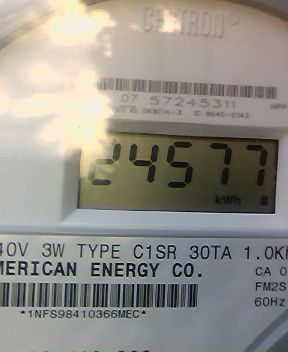 CENTRON®
07 57245311
24577
kWh
40V 3W TYPE C1SR 30TA 1.0K
MERICAN ENERGY CO.
CA 0
FM2S
60Hz
*1NFS98410366MEC*